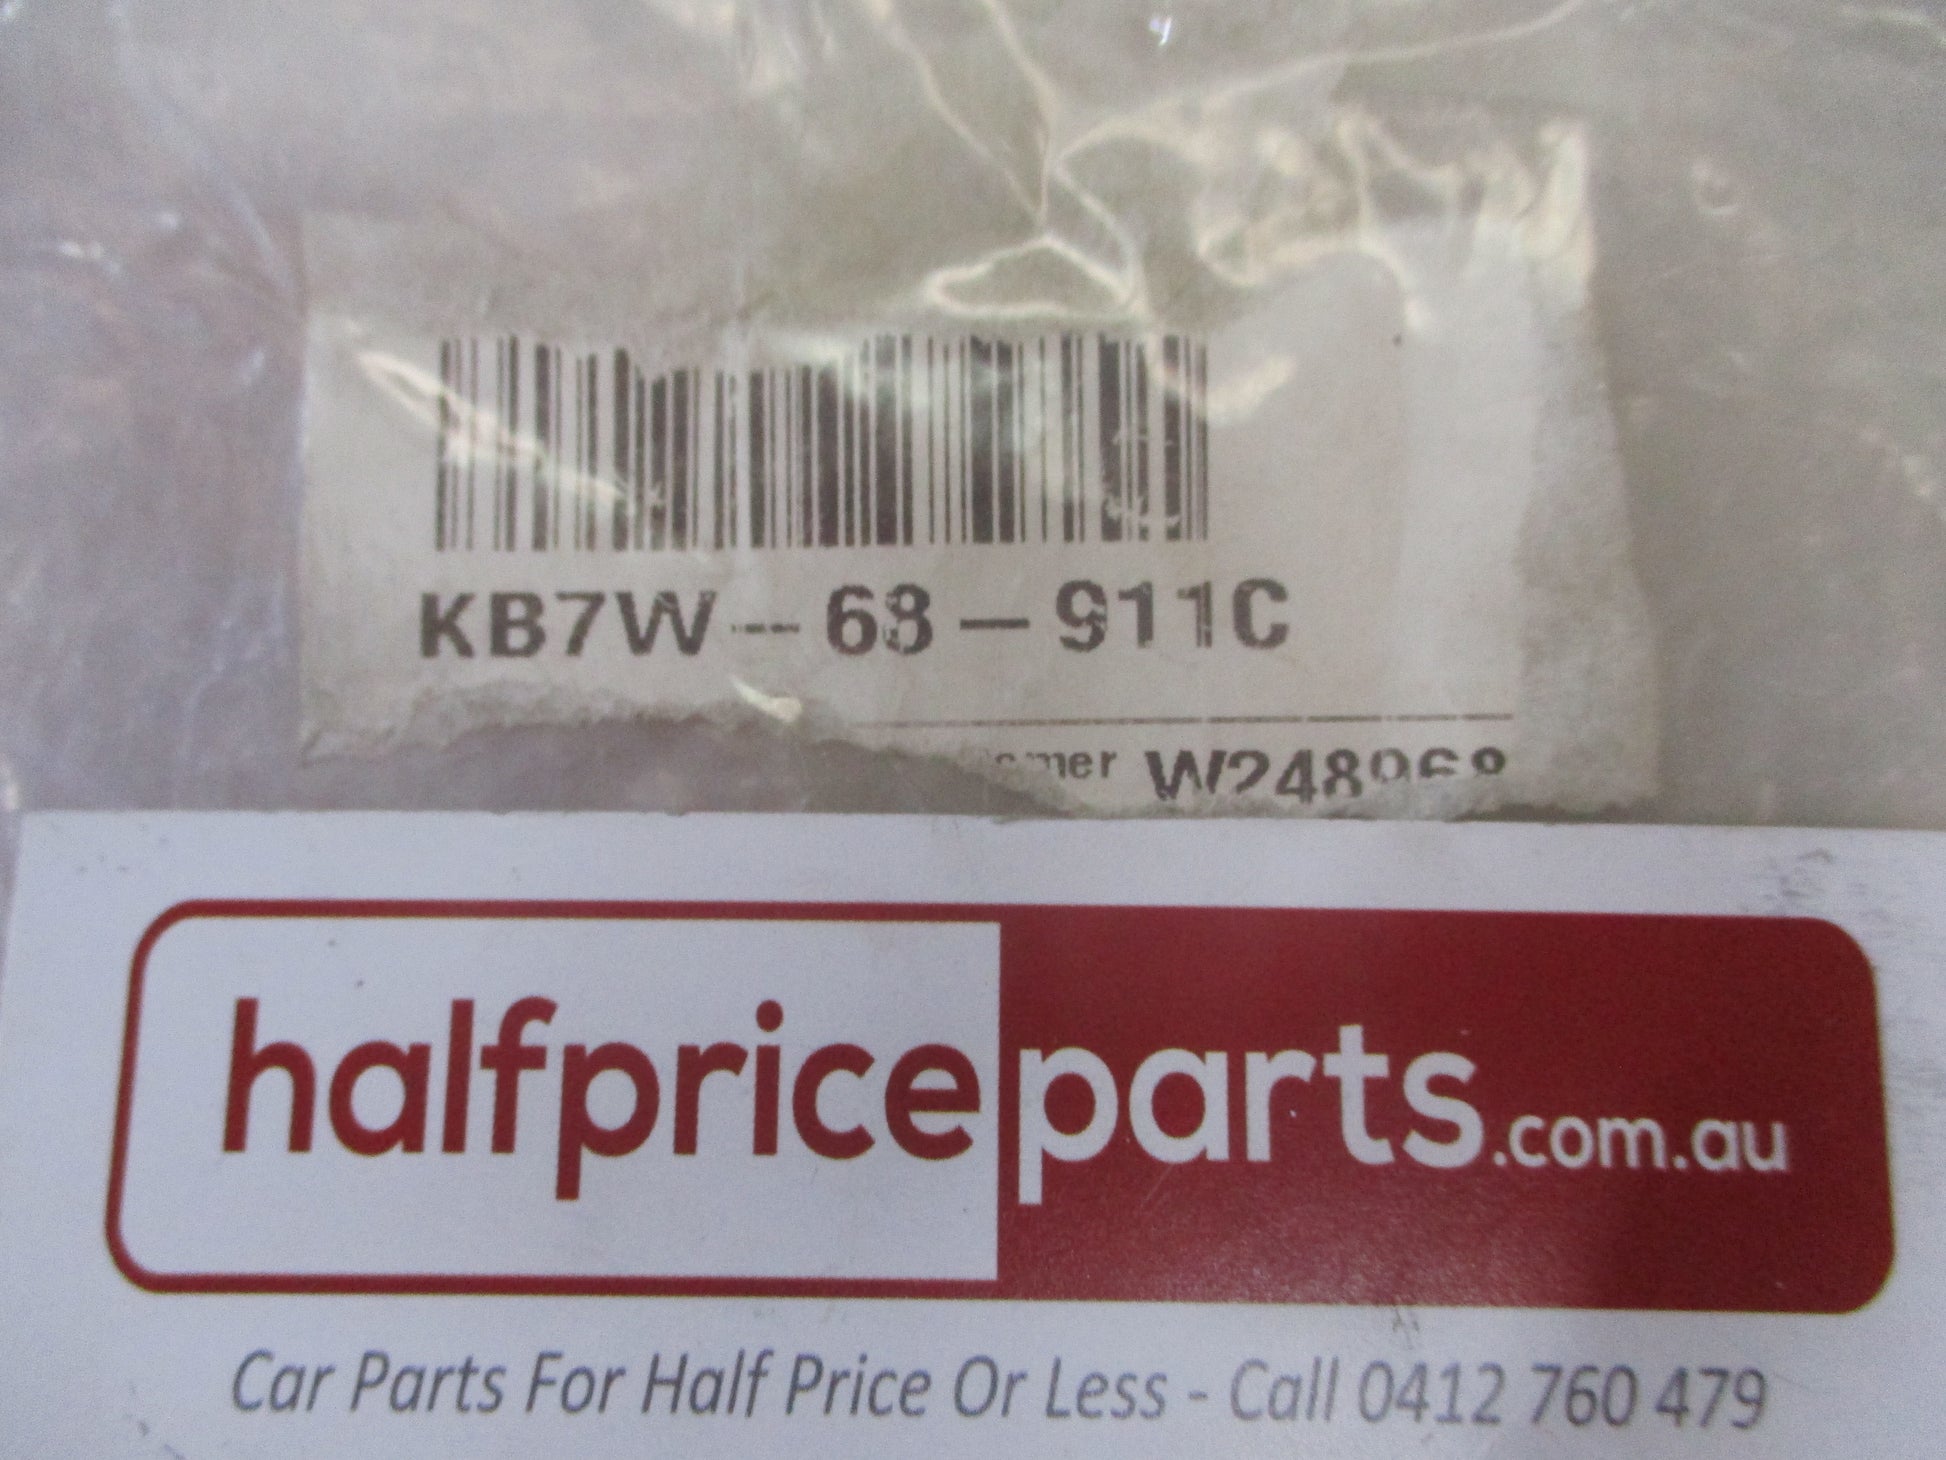 KB7W-68-911C
W248968
halfpriceparts.com.au
Car Parts For Half Price Or Less - Call 0412 760 479